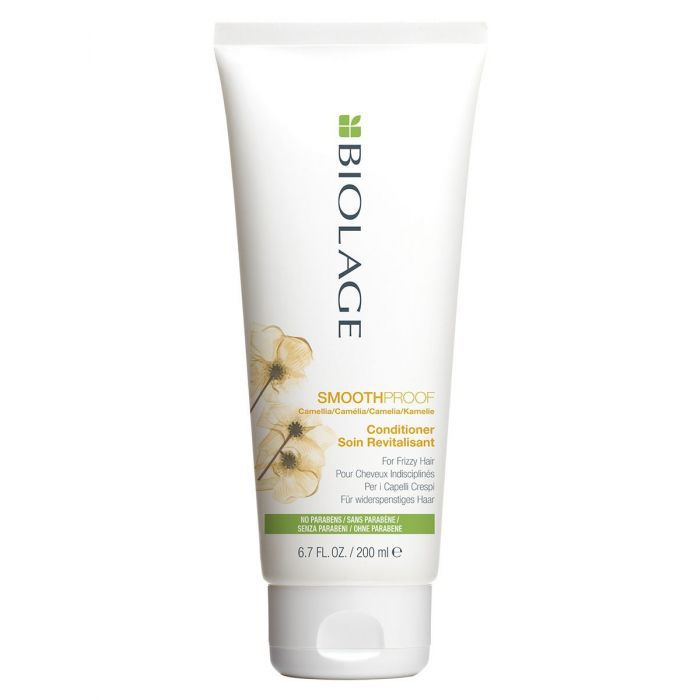 BIOLAGE
SMOOTHPROOF
Camellia/Camélia/Camelia/Kamelie
Conditioner
Soin Revitalisant
For Frizzy Hair
Pour Cheveux Indisciplinés
Per i Capelli Crespi
Für widerspenstiges Haar
NO PARABENS / SANS PARABÈNE /
SENZA PARABENI / OHNE PARABENE
6.7 FL. OZ. / 200 ml ℮